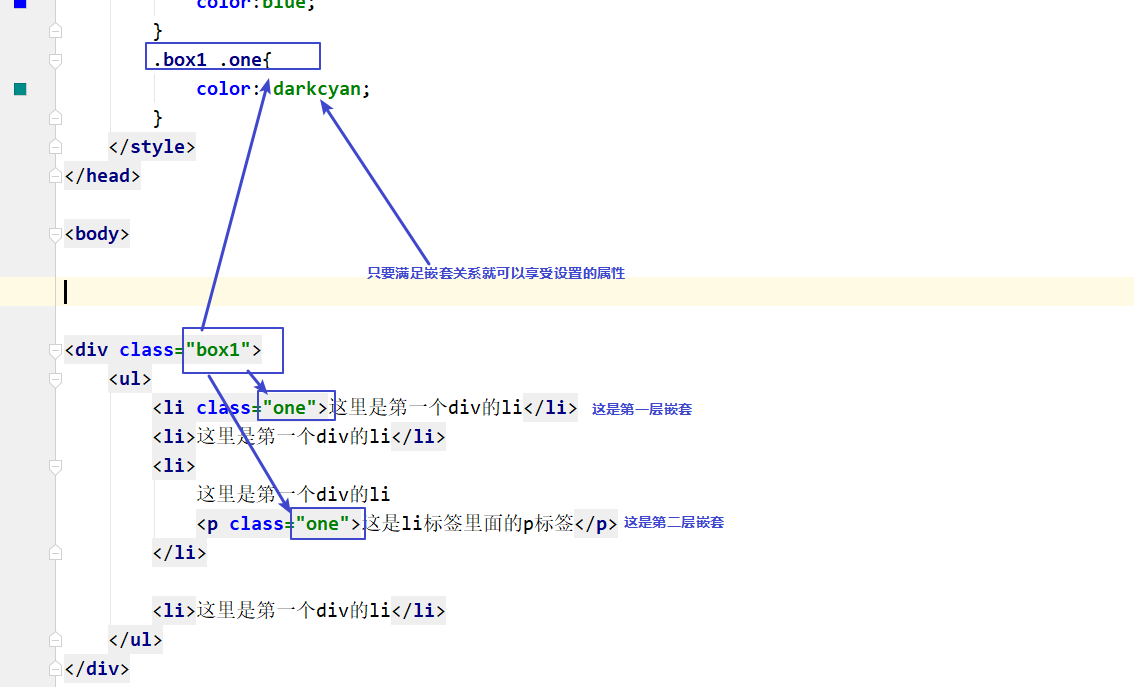 color:blue;
}
.box1 .one{
color: darkcyan;
}
</style>
</head>
<body>
只要满足嵌套关系就可以享受设置的属性
<div class="box1">
<ul>
<li class="one">这里是第一个div的li</li> 这是第一层嵌套
<li>这里是第一个div的li</li>
<li>
这里是第一个div的li
<p class="one">这是li标签里面的p标签</p> 这是第二层嵌套
</li>
<li>这里是第一个div的li</li>
</ul>
</div>